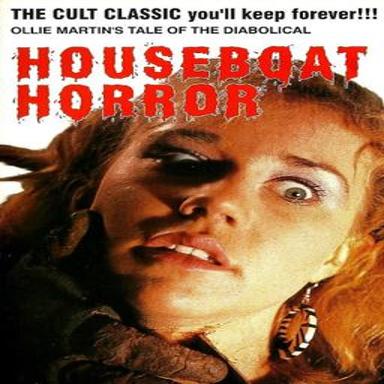 THE CULT CLASSIC you'll keep forever!!!
OLLIE MARTIN'S TALE OF THE DIABOLICAL
HOUSEBOAT
HORROR